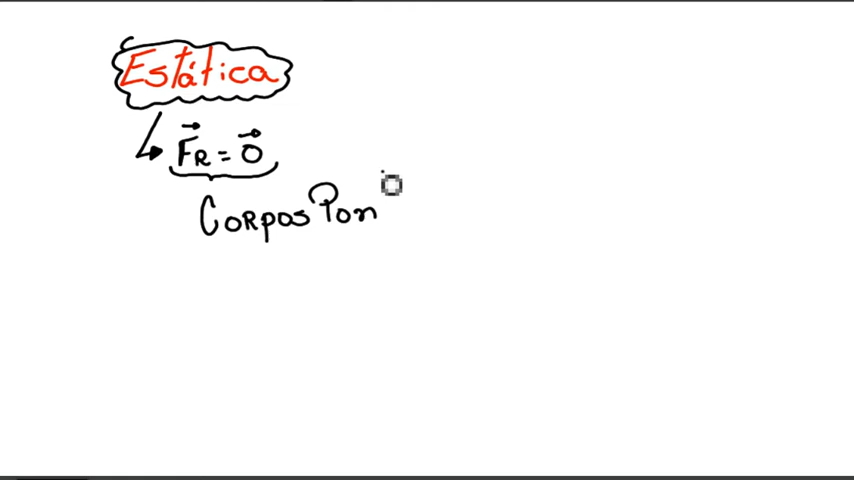 Estática
F⃗R = 0⃗
Corpos Pon